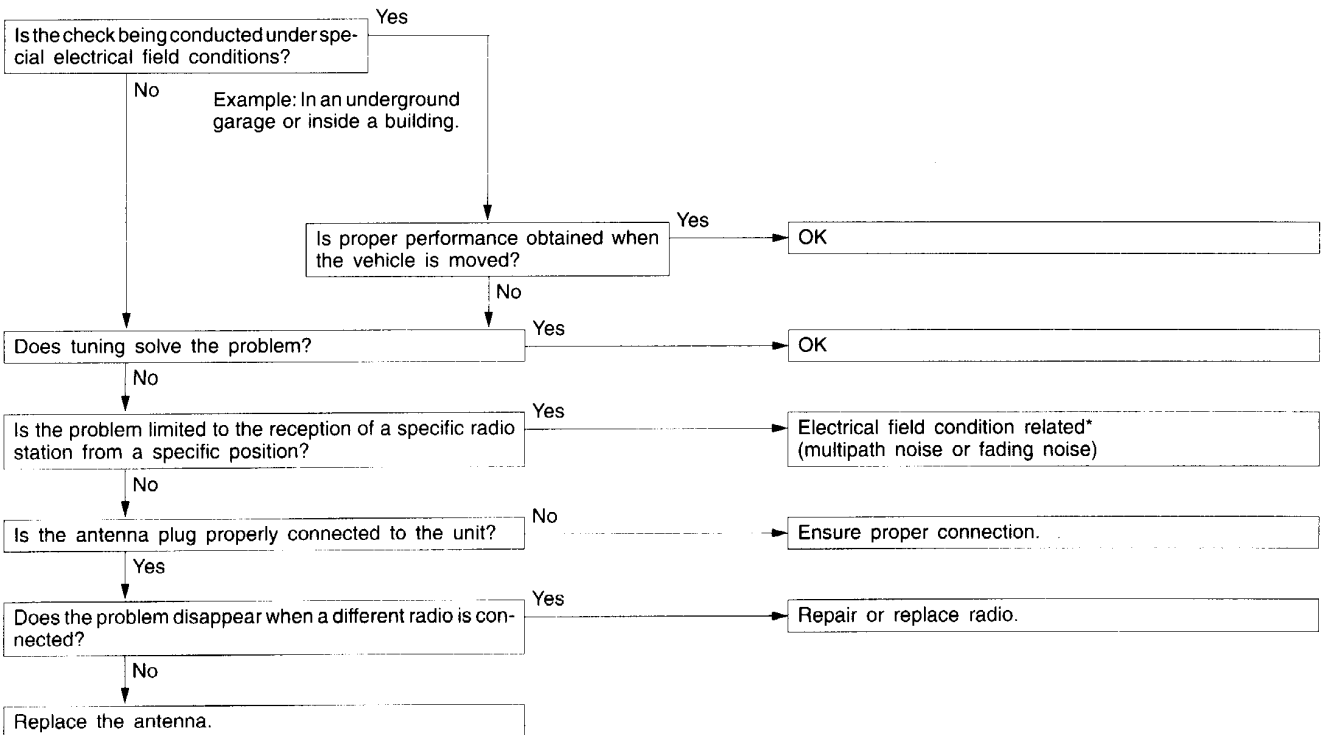 Yes
Is the check being conducted under spe-
cial electrical field conditions?
No
Example: In an underground
garage or inside a building.
Is proper performance obtained when
the vehicle is moved?
Yes
OK
No
Does tuning solve the problem?
Yes
OK
No
Is the problem limited to the reception of a specific radio
station from a specific position?
Yes
Electrical field condition related*
(multipath noise or fading noise)
No
Is the antenna plug properly connected to the unit?
No
Ensure proper connection.
Yes
Does the problem disappear when a different radio is con-
nected?
Yes
Repair or replace radio.
No
Replace the antenna.